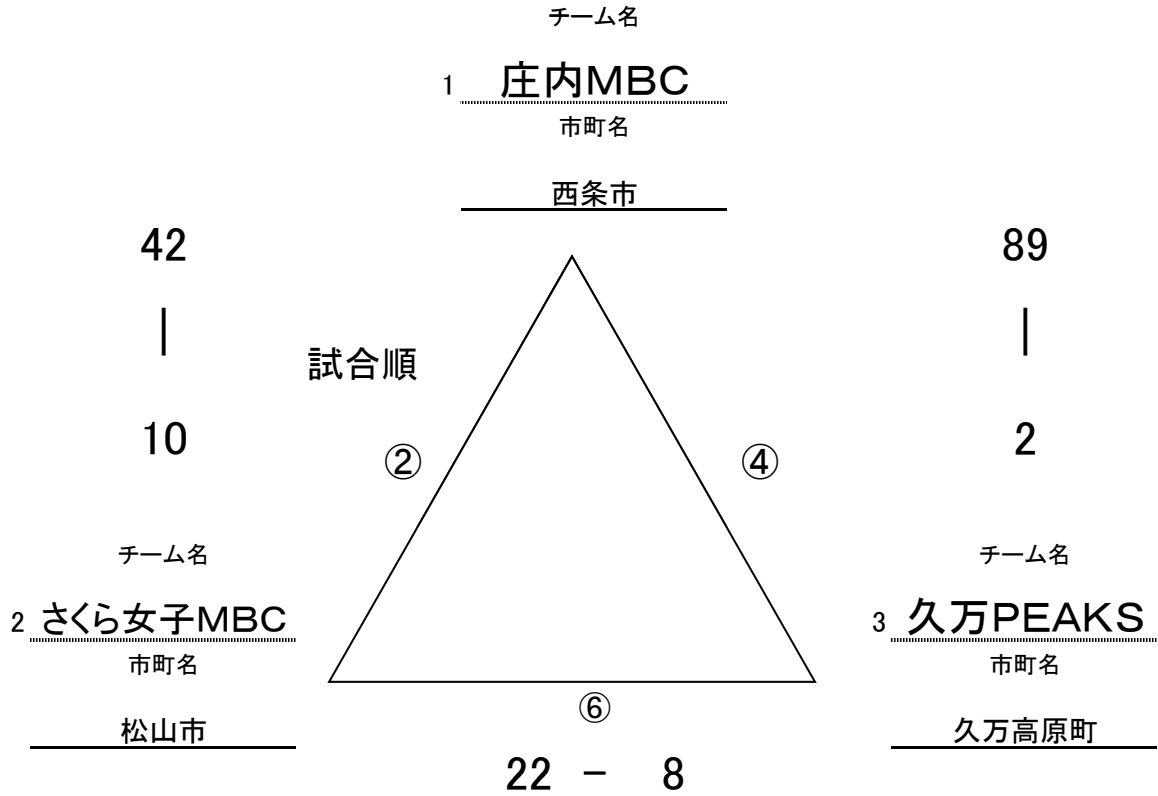 チーム名
1 庄内MBC
市町名
西条市
42
|
10
89
|
2
試合順
②
④
チーム名
2 さくら女子MBC
市町名
松山市
チーム名
3 久万PEAKS
市町名
久万高原町
⑥
22 － 8